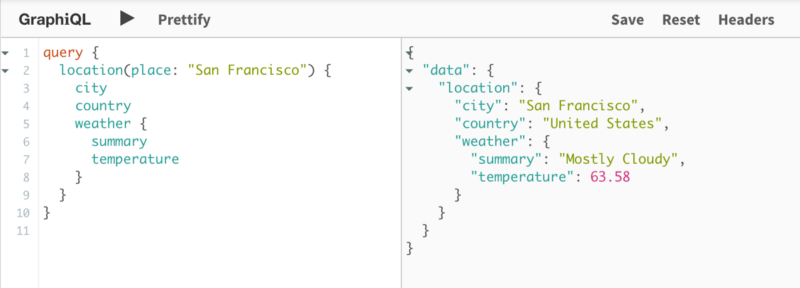 GraphiQL Prettify Save Reset Headers
1 query {
2 location(place: "San Francisco") {
3 city
4 country
5 weather {
6 summary
7 temperature
8 }
9 }
10 }
11
{
"data": {
"location": {
"city": "San Francisco",
"country": "United States",
"weather": {
"summary": "Mostly Cloudy",
"temperature": 63.58
}
}
}
}